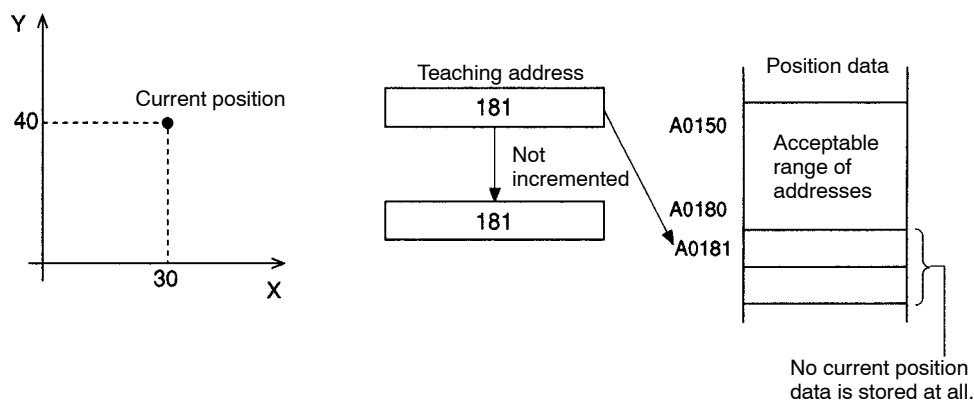 Y
Current position
40
30
X
Teaching address
181
Not
incremented
181
Position data
A0150
Acceptable
range of
addresses
A0180
A0181
No current position
data is stored at all.